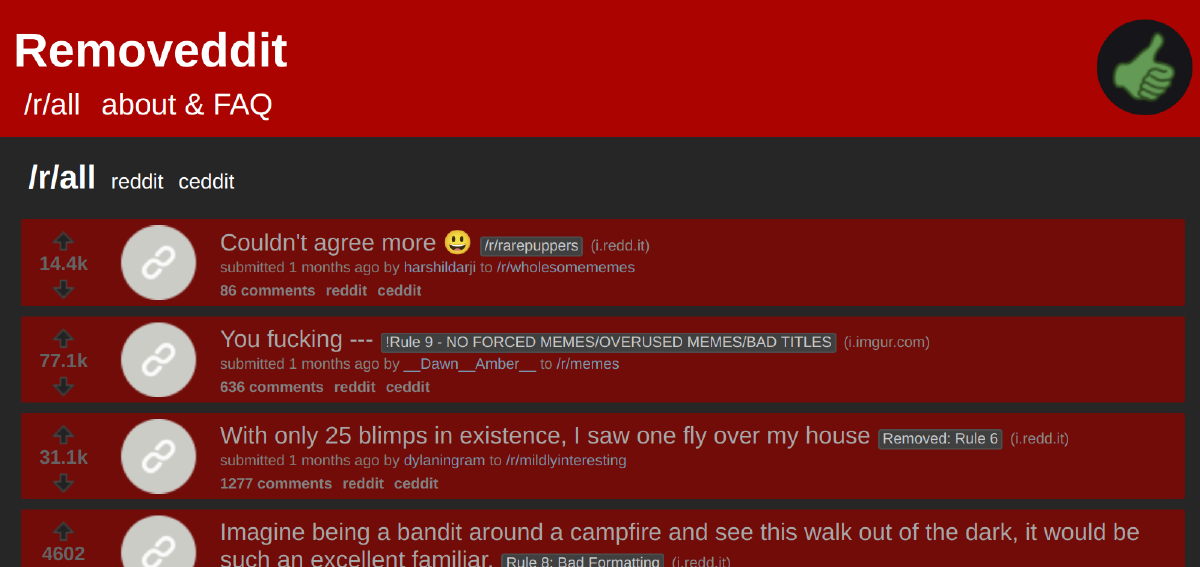 Removeddit
/r/all about & FAQ
/r/all reddit ceddit
14.4k
Couldn't agree more 😃 /r/rarepuppers (i.redd.it)
submitted 1 months ago by harshildarji to /r/wholesomememes
86 comments reddit ceddit
77.1k
You fucking --- !Rule 9 - NO FORCED MEMES/OVERUSED MEMES/BAD TITLES (i.imgur.com)
submitted 1 months ago by __Dawn__Amber__ to /r/memes
636 comments reddit ceddit
31.1k
With only 25 blimps in existence, I saw one fly over my house Removed: Rule 6 (i.redd.it)
submitted 1 months ago by dylaningram to /r/mildlyinteresting
1277 comments reddit ceddit
4602
Imagine being a bandit around a campfire and see this walk out of the dark, it would be
such an excellent familiar. Rule 8: Bad Formatting (i.redd.it)